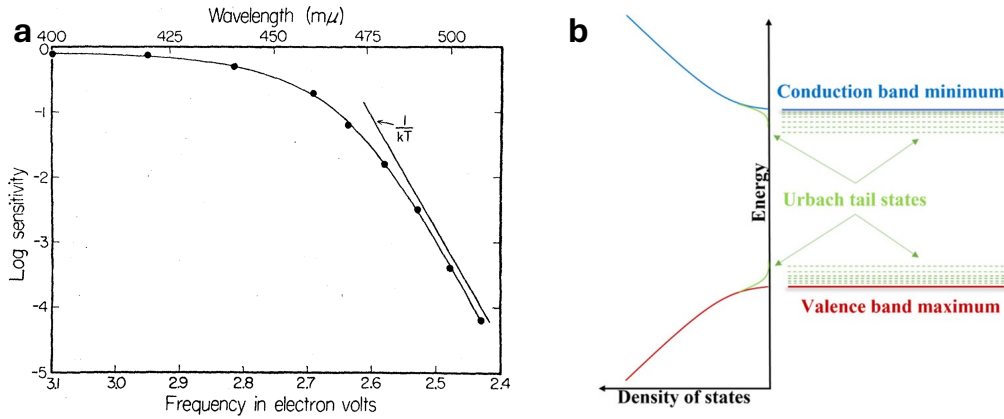 a
Wavelength (mμ)
400 425 450 475 500
0
-1
-2
-3
-4
-5
Log sensitivity
1
kT
3.1 3.0 2.9 2.8 2.7 2.6 2.5 2.4
Frequency in electron volts
b
Conduction band minimum
Energy
Urbach tail states
Valence band maximum
Density of states